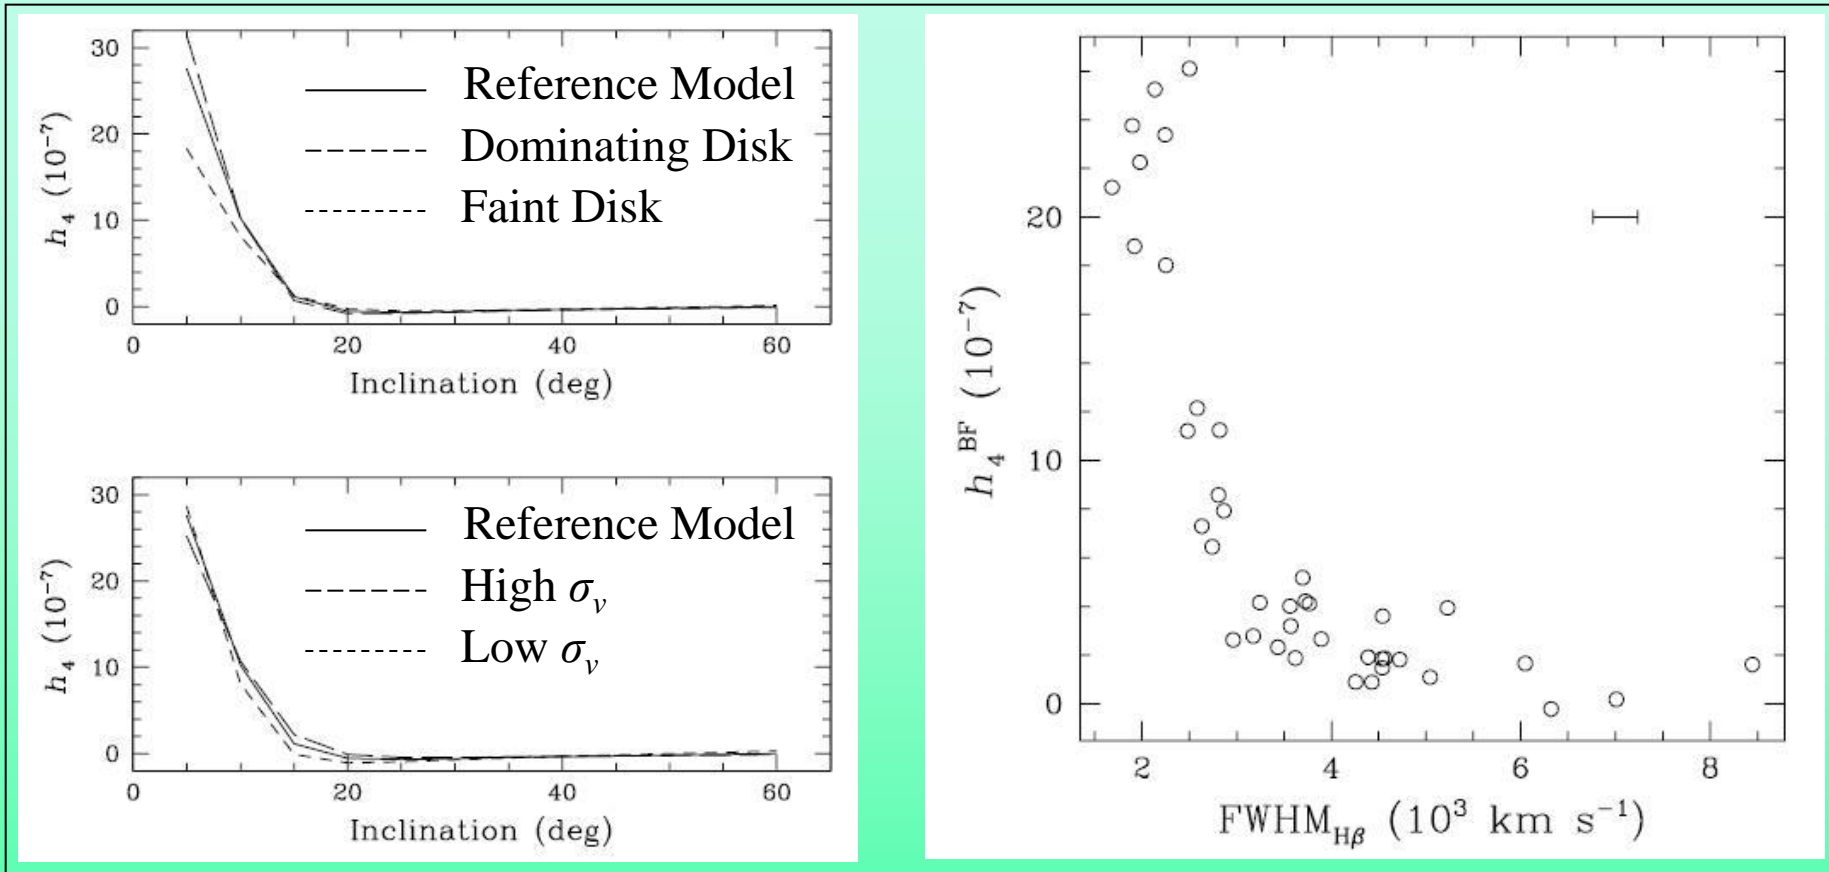 30
20
10
0
h₄ (10⁻⁷)
Reference Model
Dominating Disk
Faint Disk
0 20 40 60
Inclination (deg)
30
20
10
0
h₄ (10⁻⁷)
Reference Model
High σᵥ
Low σᵥ
0 20 40 60
Inclination (deg)
20
10
0
h₄ᴮᶠ (10⁻⁷)
2 4 6 8
FWHM_Hβ (10³ km s⁻¹)